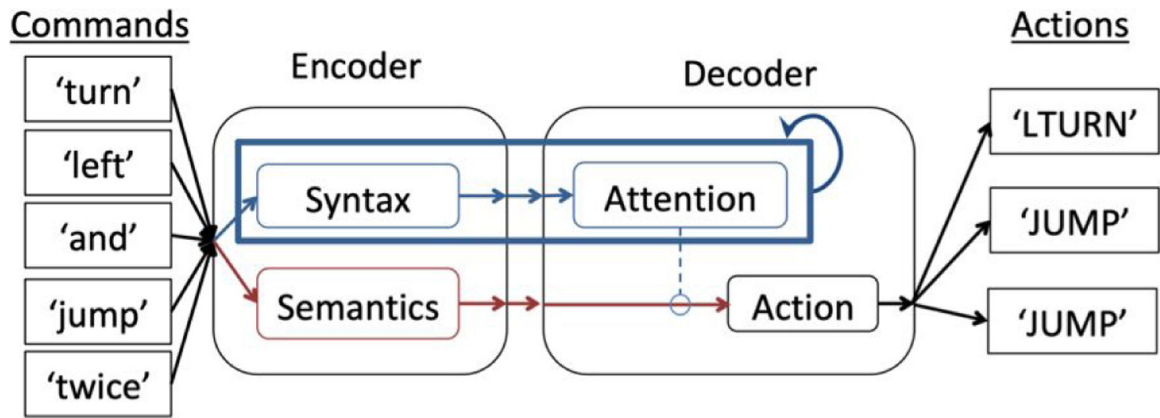 Commands
‘turn’
‘left’
‘and’
‘jump’
‘twice’
Encoder
Syntax
Semantics
Decoder
Attention
Action
Actions
‘LTURN’
‘JUMP’
‘JUMP’